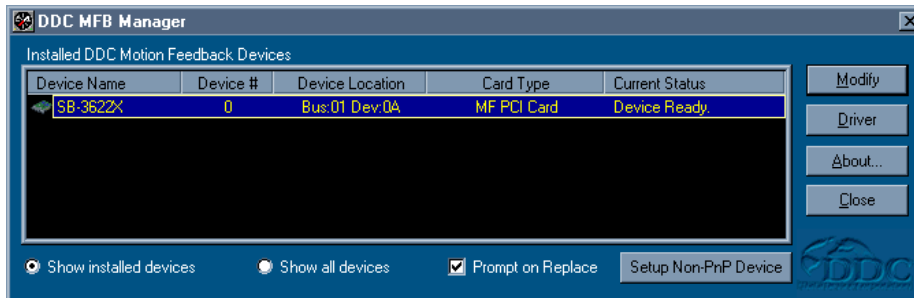 DDC MFB Manager
Installed DDC Motion Feedback Devices
Device Name Device # Device Location Card Type Current Status
SB-3622X 0 Bus:01 Dev:0A MF PCI Card Device Ready.
Modify
Driver
About...
Close
Show installed devices Show all devices Prompt on Replace Setup Non-PnP Device
DDC